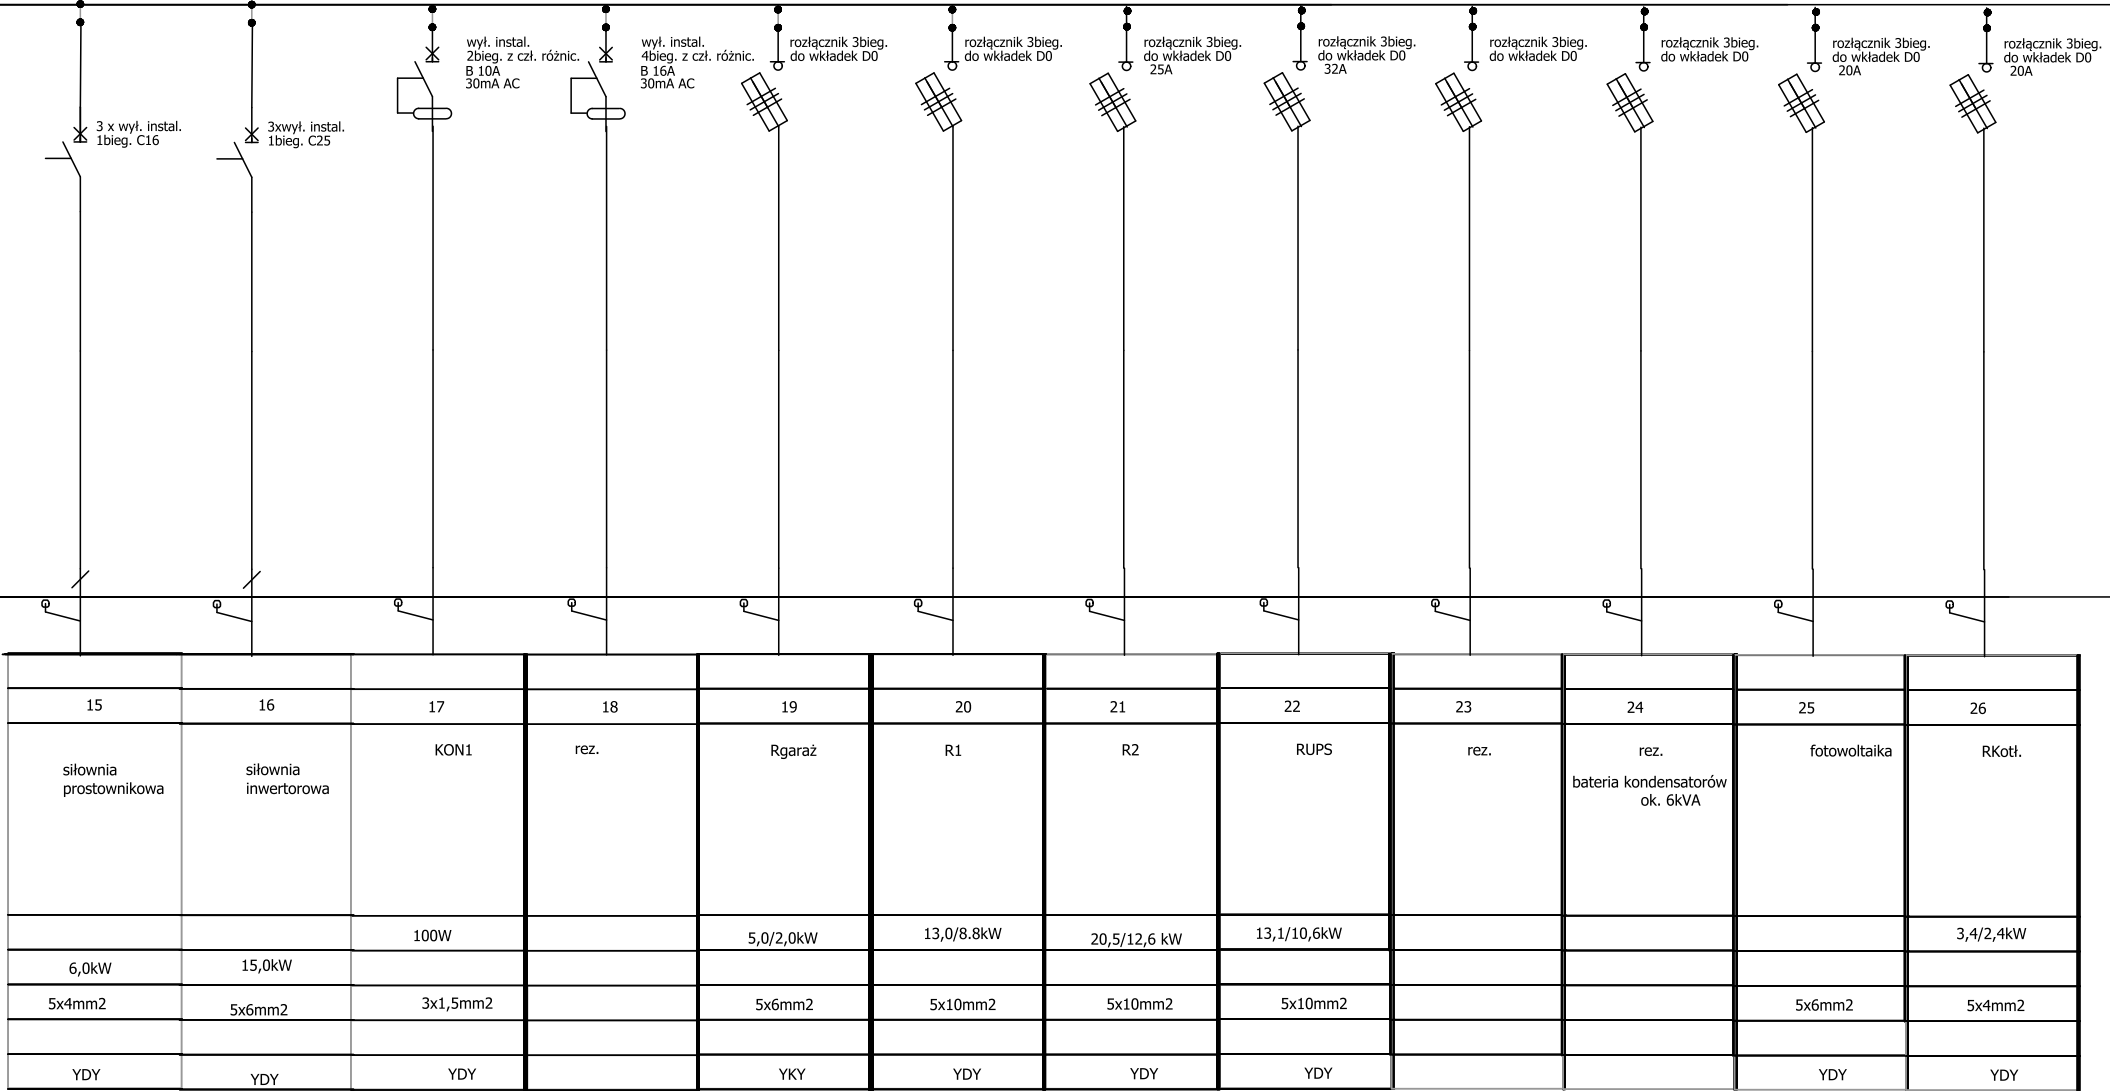 wył. instal.
2bieg. z czł. różnic.
B 10A
30mA AC
wył. instal.
4bieg. z czł. różnic.
B 16A
30mA AC
rozłącznik 3bieg.
do wkładek D0
rozłącznik 3bieg.
do wkładek D0
rozłącznik 3bieg.
do wkładek D0
25A
rozłącznik 3bieg.
do wkładek D0
32A
rozłącznik 3bieg.
do wkładek D0
rozłącznik 3bieg.
do wkładek D0
rozłącznik 3bieg.
do wkładek D0
20A
rozłącznik 3bieg.
do wkładek D0
20A
3 x wył. instal.
1bieg. C16
3xwył. instal.
1bieg. C25
15 16 17 18 19 20 21 22 23 24 25 26
siłownia
prostownikowa
siłownia
inwertorowa
KON1
rez.
Rgaraż
R1
R2
RUPS
rez.
rez.
bateria kondensatorów
ok. 6kVA
fotowoltaika
RKotł.
100W 5,0/2,0kW 13,0/8.8kW 20,5/12,6 kW 13,1/10,6kW 3,4/2,4kW
6,0kW 15,0kW
5x4mm2 5x6mm2 3x1,5mm2 5x6mm2 5x10mm2 5x10mm2 5x10mm2 5x6mm2 5x4mm2
YDY YDY YDY YKY YDY YDY YDY YDY YDY